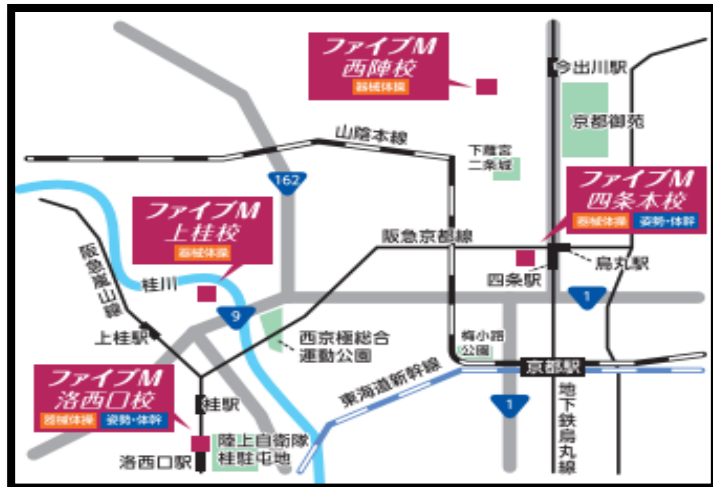 ファイブM
西陣校
器械体操
今出川駅
京都御苑
山陰本線
下離宮
二条城
162
ファイブM
四条本校
器械体操 姿勢・体幹
ファイブM
上桂校
器械体操
阪急京都線
烏丸駅
四条駅
阪急嵐山線
桂川
1
9
上桂駅
西京極総合
運動公園
梅小路
公園
京都駅
ファイブM
洛西口校
器械体操 姿勢・体幹
東海道新幹線
桂駅
1
地下鉄烏丸線
陸上自衛隊
桂駐屯地
洛西口駅